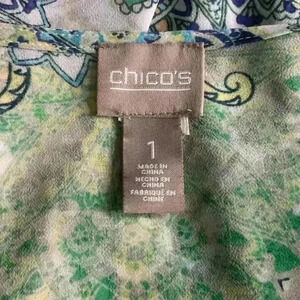 chico's
1
MADE IN
CHINA
HECHO EN
CHINA
FABRIQUÉ EN
CHINE